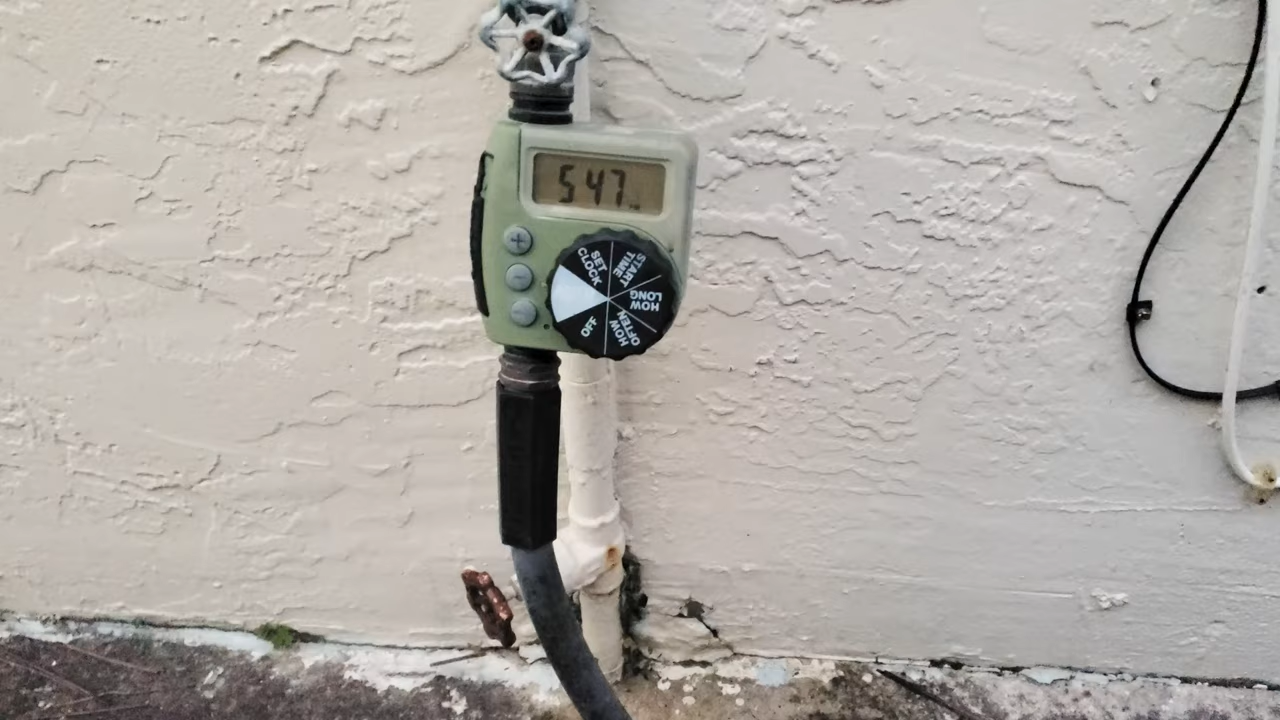 5 47
+
-
SET
CLOCK
START
TIME
HOW
LONG
HOW
OFTEN
OFF